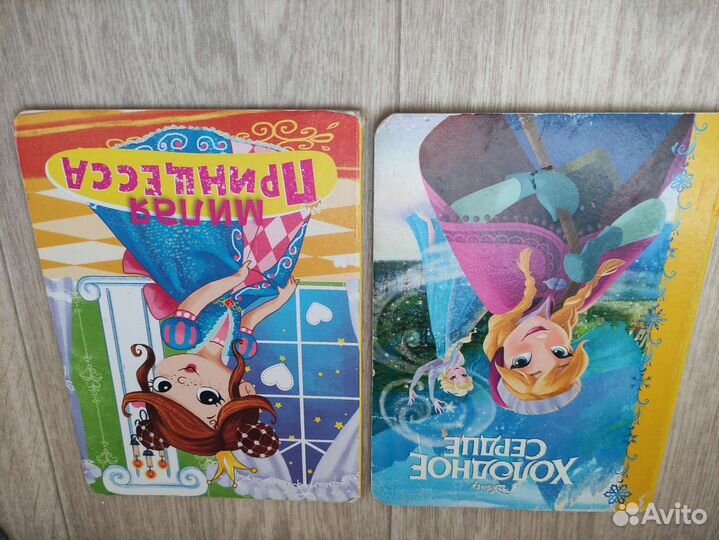 МИЛАЯ
ПРИНЦЕССА
DISNEY
ХОЛОДНОЕ
СЕРДЦЕ
Avito